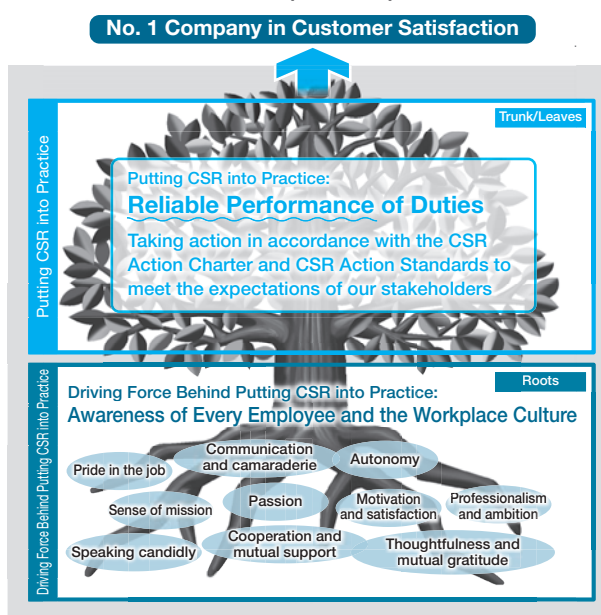 No. 1 Company in Customer Satisfaction
Trunk/Leaves
Putting CSR into Practice
Putting CSR into Practice:
Reliable Performance of Duties
Taking action in accordance with the CSR
Action Charter and CSR Action Standards to
meet the expectations of our stakeholders
Roots
Driving Force Behind Putting CSR into Practice
Driving Force Behind Putting CSR into Practice:
Awareness of Every Employee and the Workplace Culture
Pride in the job
Communication
and camaraderie
Autonomy
Sense of mission
Passion
Motivation
and satisfaction
Professionalism
and ambition
Speaking candidly
Cooperation and
mutual support
Thoughtfulness and
mutual gratitude